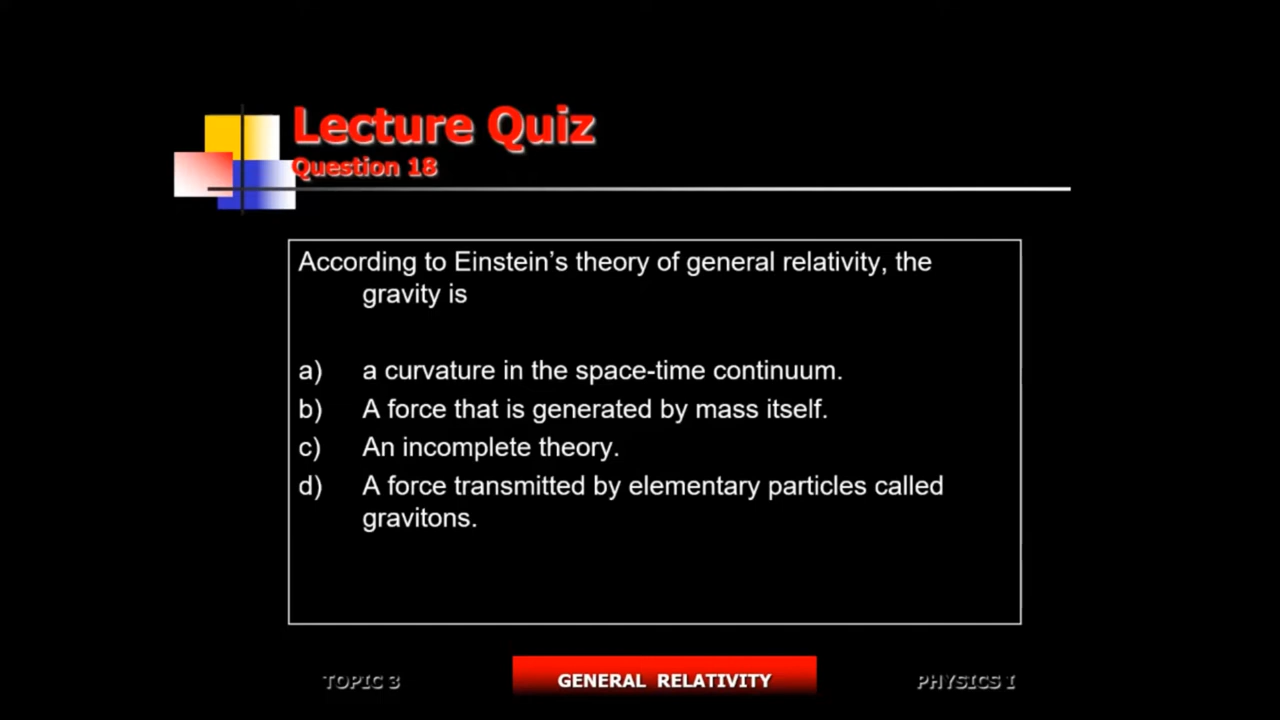 Lecture Quiz
Question 18
According to Einstein’s theory of general relativity, the
gravity is
a) a curvature in the space-time continuum.
b) A force that is generated by mass itself.
c) An incomplete theory.
d) A force transmitted by elementary particles called
gravitons.
TOPIC 3
GENERAL RELATIVITY
PHYSICS I